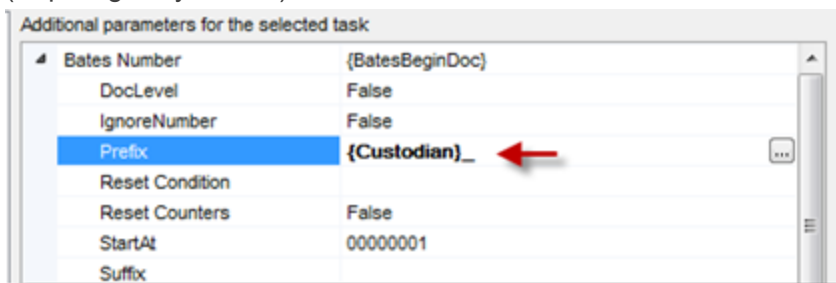 Additional parameters for the selected task
Bates Number {BatesBeginDoc}
DocLevel False
IgnoreNumber False
Prefix {Custodian}_ ...
Reset Condition
Reset Counters False
StartAt 00000001
Suffix